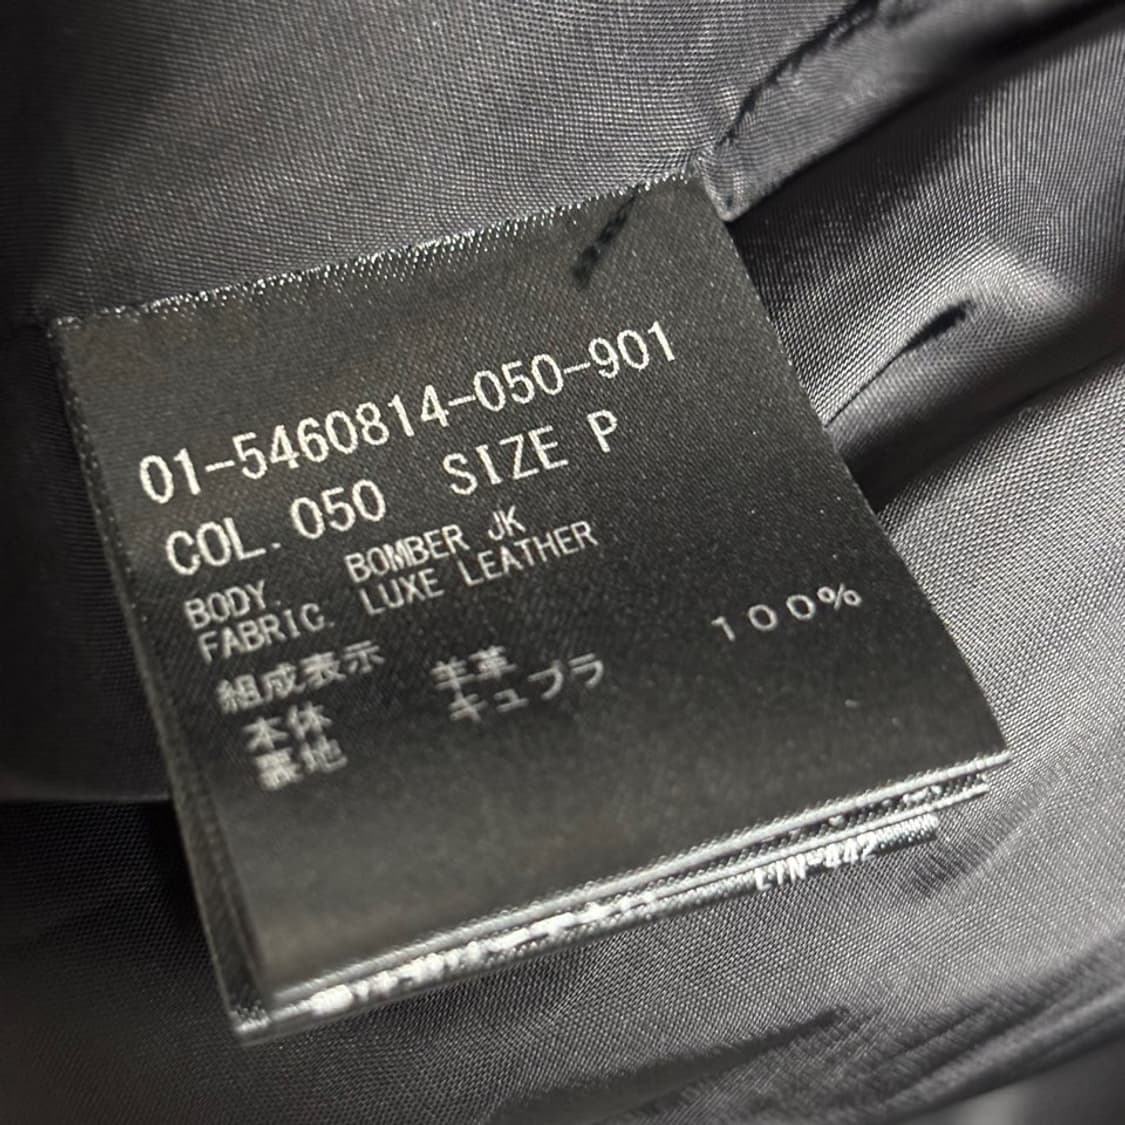 01-5460814-050-901
COL. 050 SIZE P
BODY. BOMBER JK
FABRIC. LUXE LEATHER
組成表示
本体 羊革
裏地 キュプラ 100%